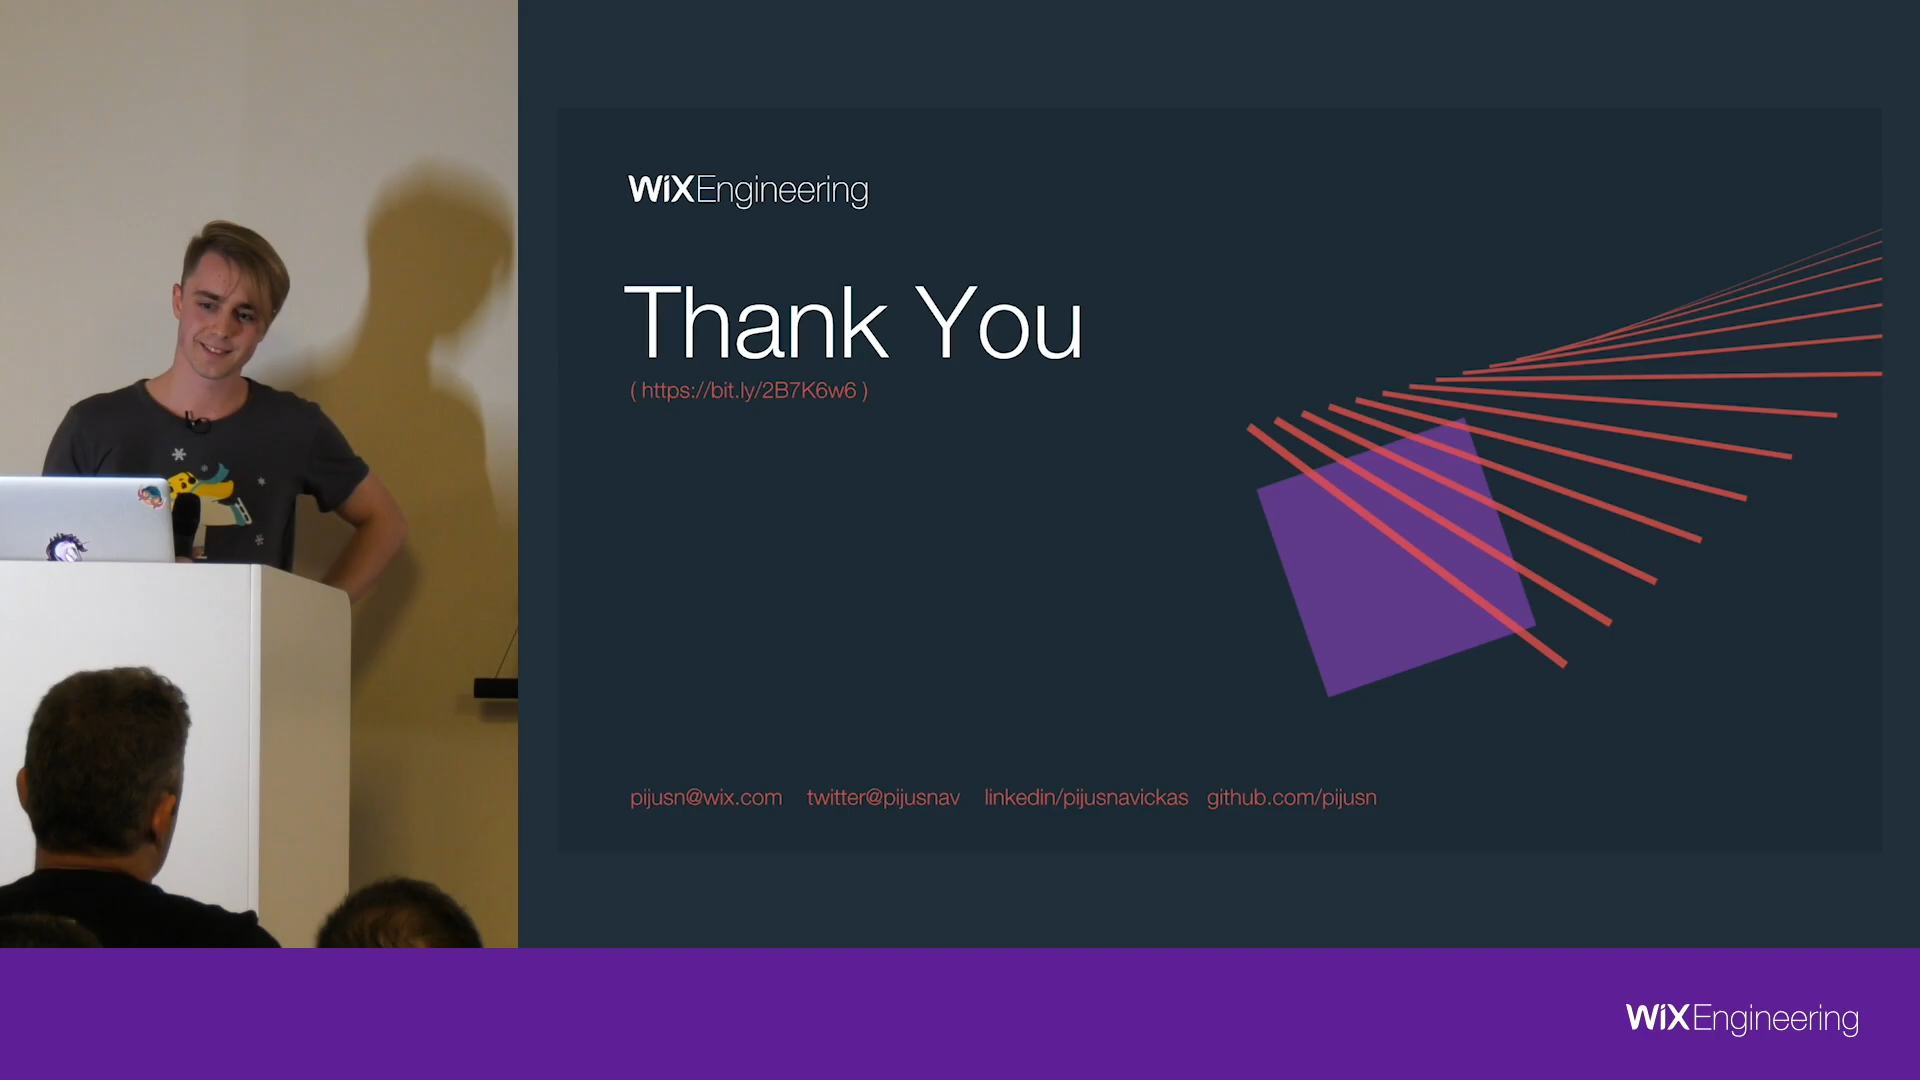 WiXEngineering
Thank You
( https://bit.ly/2B7K6w6 )
pijusn@wix.com twitter@pijusnav linkedin/pijusnavickas github.com/pijusn
WiXEngineering